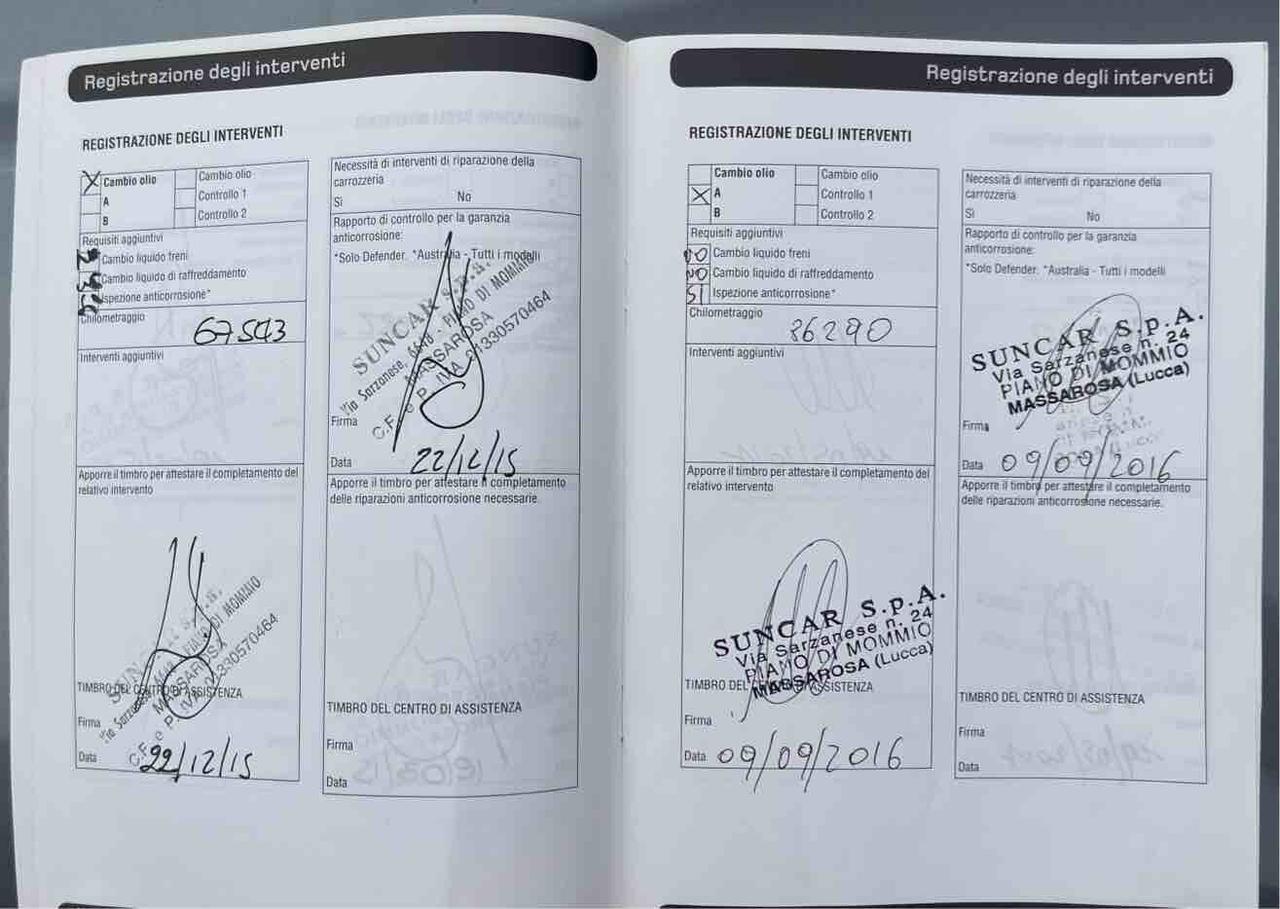 Registrazione degli interventi
REGISTRAZIONE DEGLI INTERVENTI
X Cambio olio
A
B
Cambio olio
Controllo 1
Controllo 2
Requisiti aggiuntivi
Cambio liquido freni
Cambio liquido di raffreddamento
Ispezione anticorrosione*
Chilometraggio
67543
Interventi aggiuntivi
Apporre il timbro per attestare il completamento del
relativo intervento
MASSAROSA
TIMBRO DEL CENTRO DI ASSISTENZA
Firma
Data 22/12/15
Necessità di interventi di riparazione della
carrozzeria
Sì No
Rapporto di controllo per la garanzia
anticorrosione:
*Solo Defender. *Australia - Tutti i modelli
SUNCAR S.p.A.
Via Sarzanese, 6618 - PIANO DI MOMMIO
MASSAROSA
C.F. e P. IVA 01330570464
Firma
Data 22/12/15
Apporre il timbro per attestare il completamento
delle riparazioni anticorrosione necessarie.
TIMBRO DEL CENTRO DI ASSISTENZA
Firma
Data
Registrazione degli interventi
REGISTRAZIONE DEGLI INTERVENTI
Cambio olio
X A
B
Cambio olio
Controllo 1
Controllo 2
Requisiti aggiuntivi
NO Cambio liquido freni
NO Cambio liquido di raffreddamento
SI Ispezione anticorrosione*
Chilometraggio
86290
Interventi aggiuntivi
Apporre il timbro per attestare il completamento del
relativo intervento
SUNCAR S.p.A.
Via Sarzanese n. 24
PIANO DI MOMMIO
MASSAROSA (Lucca)
TIMBRO DEL CENTRO DI ASSISTENZA
Firma
Data 09/09/2016
Necessità di interventi di riparazione della
carrozzeria
Sì No
Rapporto di controllo per la garanzia
anticorrosione:
*Solo Defender. *Australia - Tutti i modelli
SUNCAR S.p.A.
Via Sarzanese n. 24
PIANO DI MOMMIO
MASSAROSA (Lucca)
Firma
Data 09/09/2016
Apporre il timbro per attestare il completamento
delle riparazioni anticorrosione necessarie.
TIMBRO DEL CENTRO DI ASSISTENZA
Firma
Data